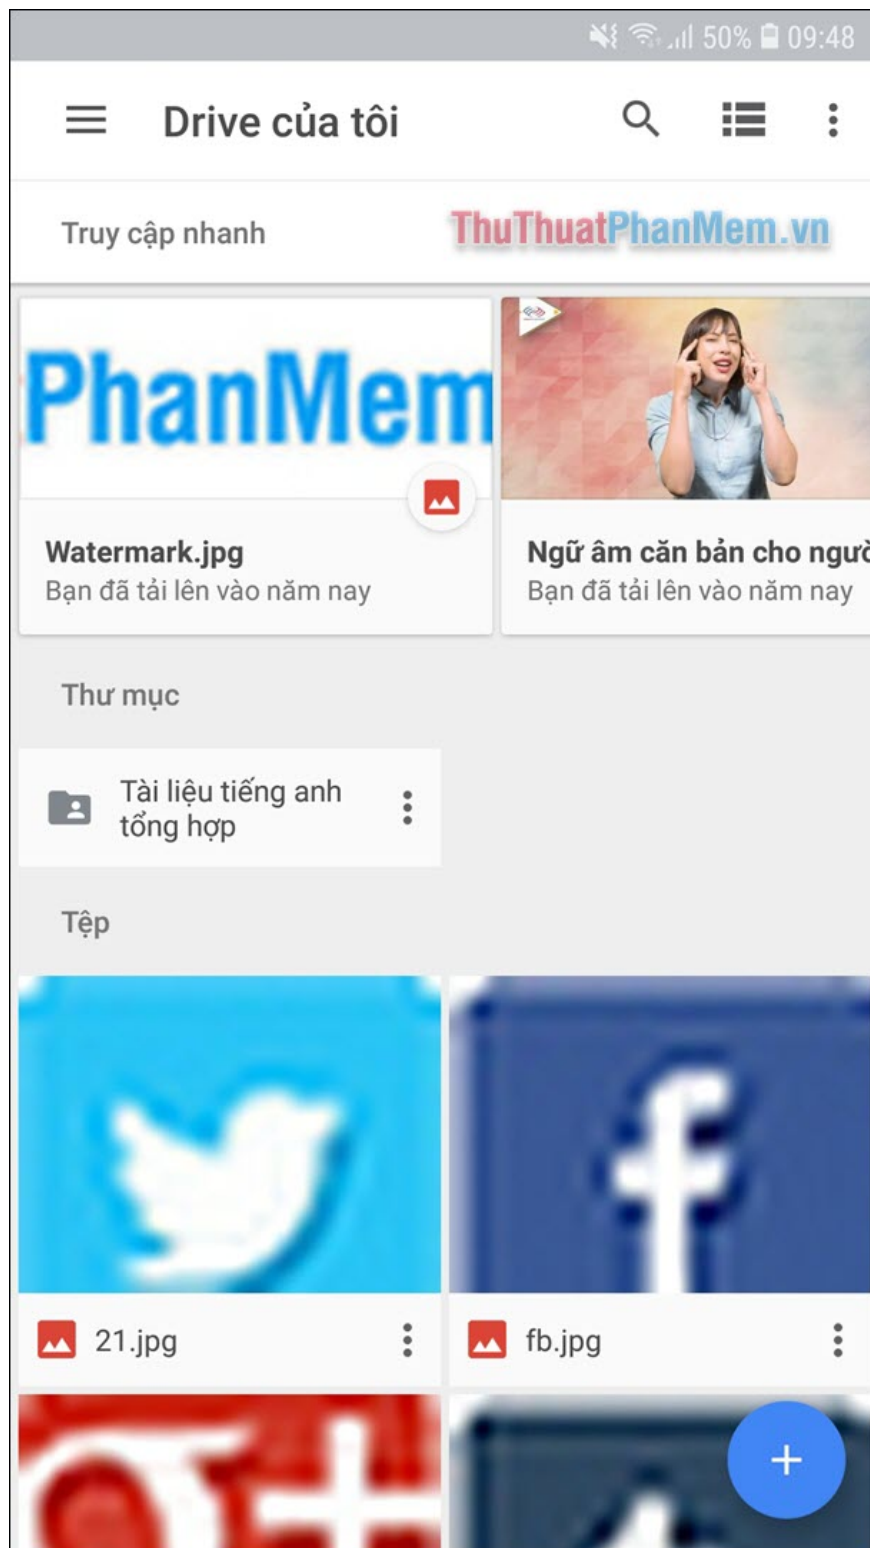 50% 09:48
Drive của tôi
Truy cập nhanh
ThuThuatPhanMem.vn
PhanMem
Watermark.jpg
Bạn đã tải lên vào năm nay
Ngữ âm căn bản cho
Bạn đã tải lên vào năm nay
Thư mục
Tài liệu tiếng anh
tổng hợp
Tệp
21.jpg
fb.jpg